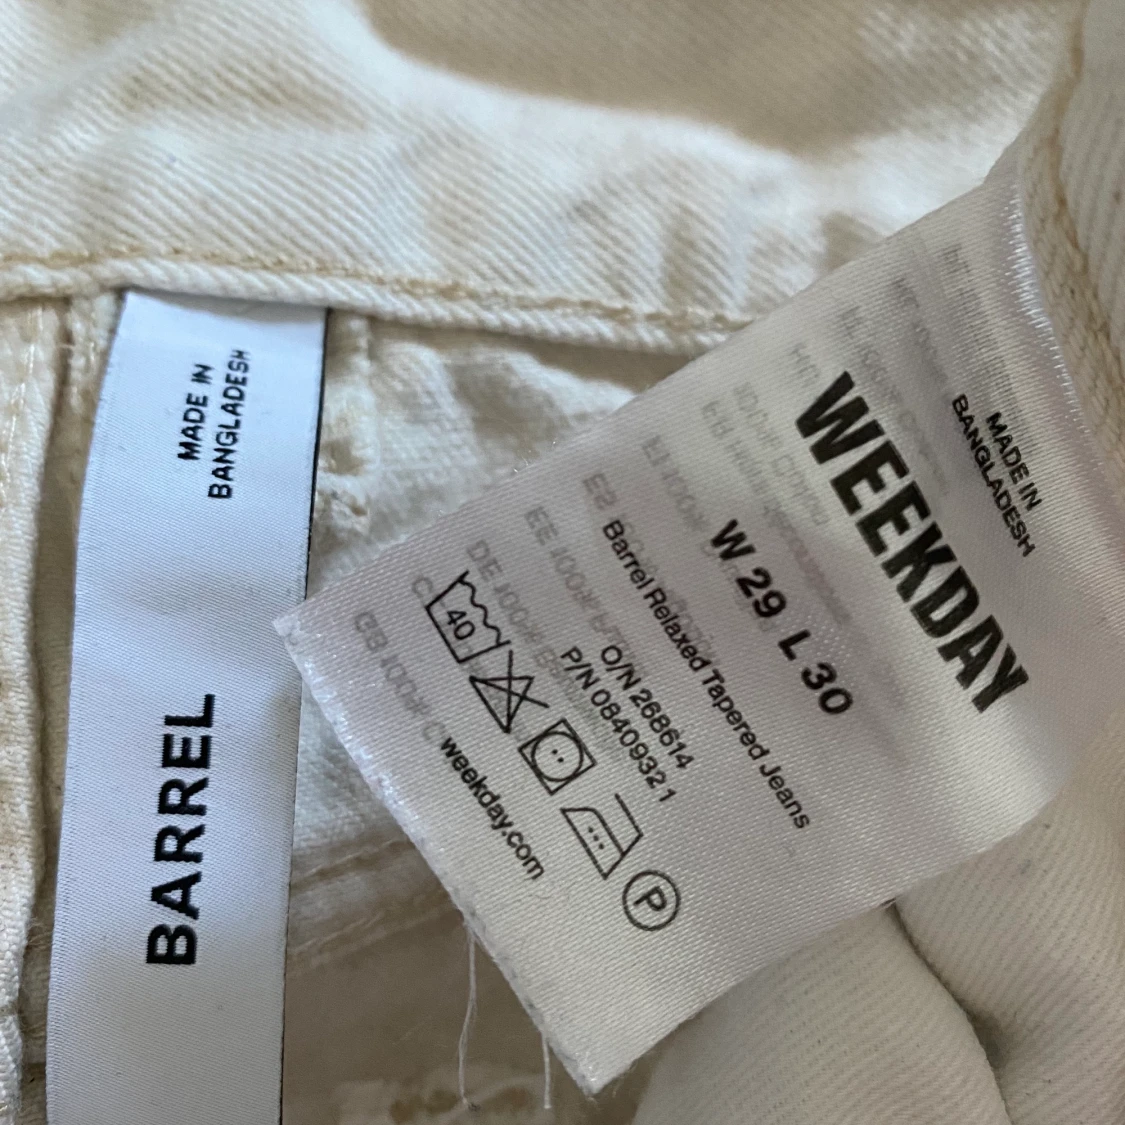 MADE IN
BANGLADESH
BARREL
MADE IN
BANGLADESH
WEEKDAY
W 29 L 30
Barrel Relaxed Tapered Jeans
O/N 268614
P/N 08409321
40
P
weekday.com